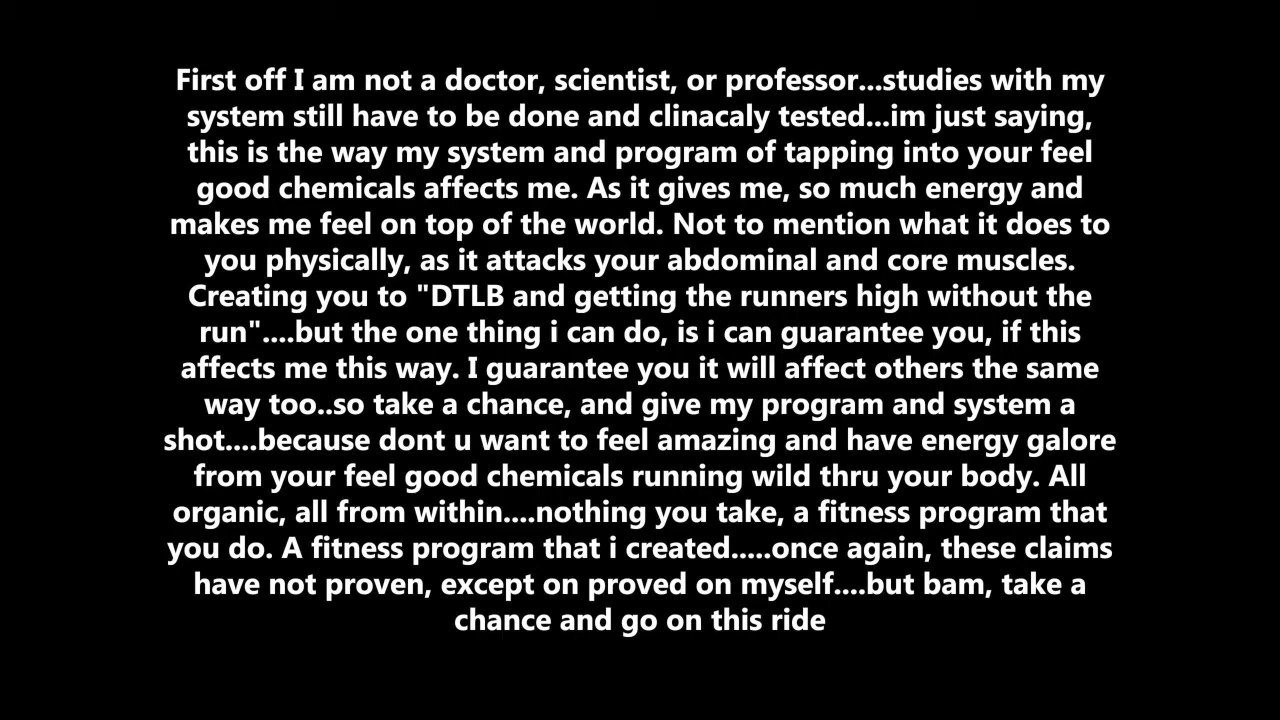 First off I am not a doctor, scientist, or professor...studies with my
system still have to be done and clinacaly tested...im just saying,
this is the way my system and program of tapping into your feel
good chemicals affects me. As it gives me, so much energy and
makes me feel on top of the world. Not to mention what it does to
you physically, as it attacks your abdominal and core muscles.
Creating you to "DTLB and getting the runners high without the
run"....but the one thing i can do, is i can guarantee you, if this
affects me this way. I guarantee you it will affect others the same
way too..so take a chance, and give my program and system a
shot....because dont u want to feel amazing and have energy galore
from your feel good chemicals running wild thru your body. All
organic, all from within....nothing you take, a fitness program that
you do. A fitness program that i created.....once again, these claims
have not proven, except on proved on myself....but bam, take a
chance and go on this ride